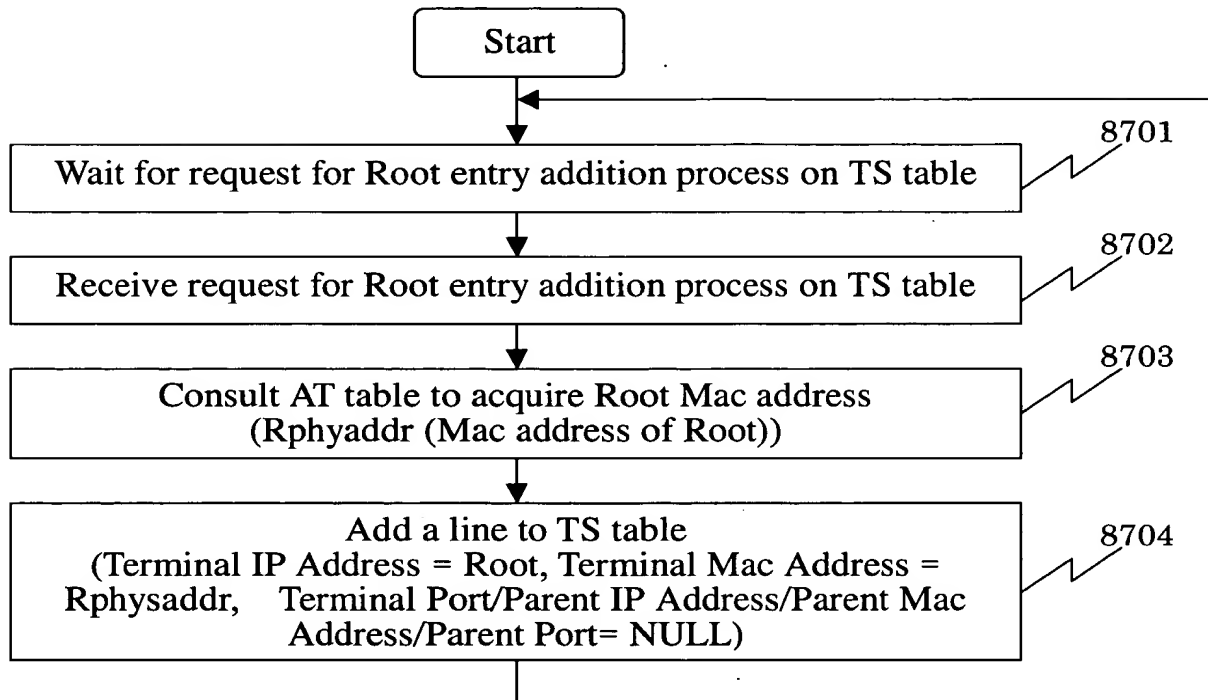 Start
Wait for request for Root entry addition process on TS table
8701
Receive request for Root entry addition process on TS table
8702
Consult AT table to acquire Root Mac address
(Rphyaddr (Mac address of Root))
8703
Add a line to TS table
(Terminal IP Address = Root, Terminal Mac Address =
Rphysaddr, Terminal Port/Parent IP Address/Parent Mac
Address/Parent Port= NULL)
8704